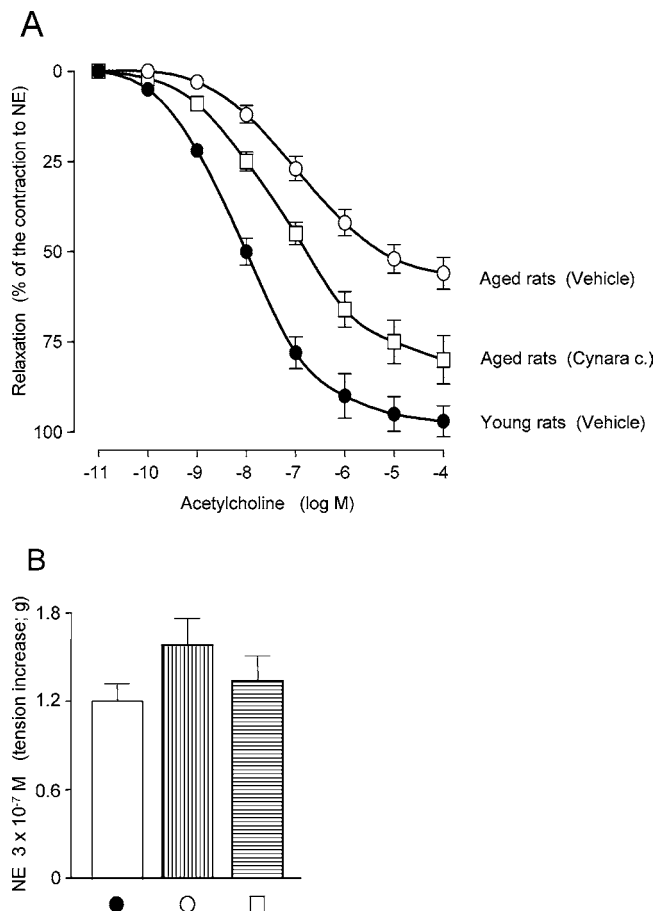 A
0
25
50
75
100
Relaxation (% of the contraction to NE)
Aged rats (Vehicle)
Aged rats (Cynara c.)
Young rats (Vehicle)
-11 -10 -9 -8 -7 -6 -5 -4
Acetylcholine (log M)
B
1.8
1.2
0.6
0
NE 3 x 10⁻⁷ M (tension increase; g)